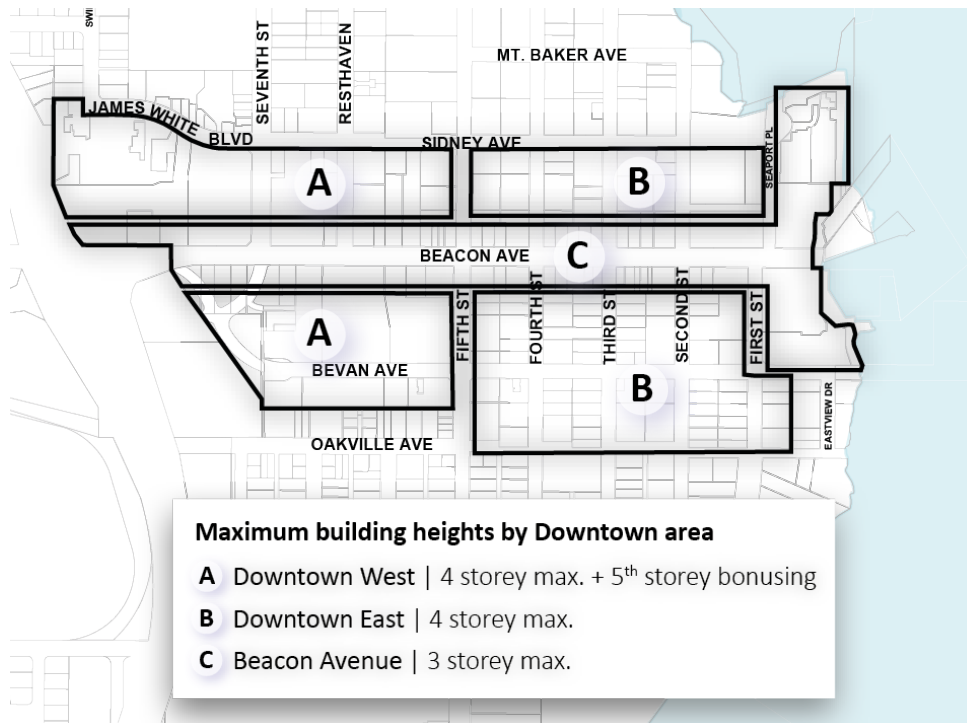 SWI
SEVENTH ST
RESTHAVEN
MT. BAKER AVE
JAMES WHITE
BLVD
SIDNEY AVE
SEAPORT PL
A
B
BEACON AVE
C
A
BEVAN AVE
FIFTH ST
FOURTH ST
THIRD ST
SECOND ST
FIRST ST
B
EASTVIEW DR
OAKVILLE AVE
Maximum building heights by Downtown area
A Downtown West | 4 storey max. + 5th storey bonusing
B Downtown East | 4 storey max.
C Beacon Avenue | 3 storey max.